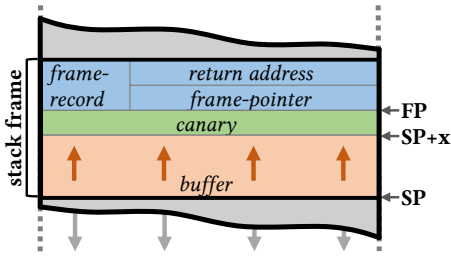 stack frame
frame-
record
return address
frame-pointer
FP
canary
SP+x
buffer
SP